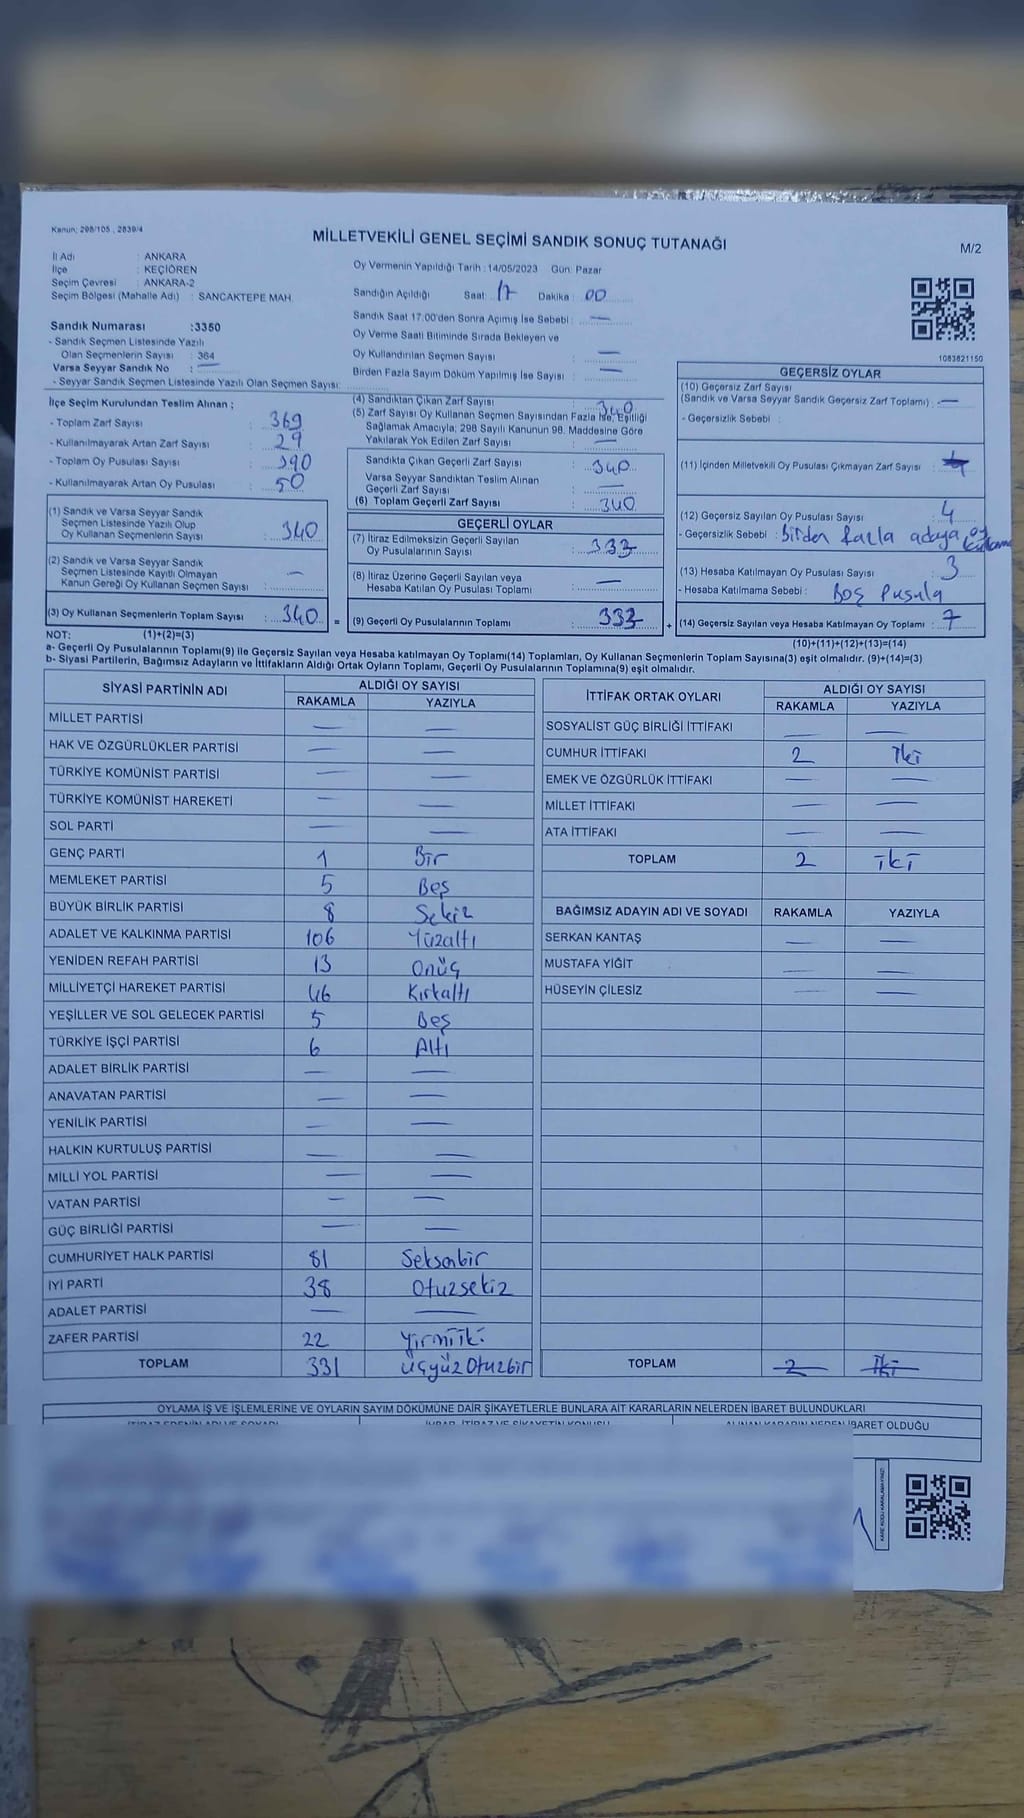 Kanun: 298/105 , 2839/4
MİLLETVEKİLİ GENEL SEÇİMİ SANDIK SONUÇ TUTANAĞI
M/2
İl Adı : ANKARA
İlçe : KEÇİÖREN
Seçim Çevresi : ANKARA-2
Seçim Bölgesi (Mahalle Adı) : SANCAKTEPE MAH.
Sandık Numarası :3350
- Sandık Seçmen Listesinde Yazılı
Olan Seçmenlerin Sayısı : 364
Varsa Seyyar Sandık No : —
- Seyyar Sandık Seçmen Listesinde Yazılı Olan Seçmen Sayısı:
Oy Vermenin Yapıldığı Tarih : 14/05/2023 Gün: Pazar
Sandığın Açıldığı Saat: 17 Dakika : 00
Sandık Saat 17:00'den Sonra Açımış İse Sebebi : —
Oy Verme Saati Bitiminde Sırada Bekleyen ve
Oy Kullandırılan Seçmen Sayısı : —
Birden Fazla Sayım Döküm Yapılmış İse Sayısı : —
1083821150
İlçe Seçim Kurulundan Teslim Alınan ;
- Toplam Zarf Sayısı : 369
- Kullanılmayarak Artan Zarf Sayısı : 29
- Toplam Oy Pusulası Sayısı : 390
- Kullanılmayarak Artan Oy Pusulası : 50
(1) Sandık ve Varsa Seyyar Sandık
Seçmen Listesinde Yazılı Olup
Oy Kullanan Seçmenlerin Sayısı : 340
(2) Sandık ve Varsa Seyyar Sandık
Seçmen Listesinde Kayıtlı Olmayan
Kanun Gereği Oy Kullanan Seçmen Sayısı : —
(3) Oy Kullanan Seçmenlerin Toplam Sayısı : 340 =
(4) Sandıktan Çıkan Zarf Sayısı : 340
(5) Zarf Sayısı Oy Kullanan Seçmen Sayısından Fazla İse, Eşitliği
Sağlamak Amacıyla; 298 Sayılı Kanunun 98. Maddesine Göre
Yakılarak Yok Edilen Zarf Sayısı : —
Sandıkta Çıkan Geçerli Zarf Sayısı : 340
Varsa Seyyar Sandıktan Teslim Alınan
Geçerli Zarf Sayısı : —
(6) Toplam Geçerli Zarf Sayısı : 340
GEÇERLİ OYLAR
(7) İtiraz Edilmeksizin Geçerli Sayılan
Oy Pusulalarının Sayısı : 333
(8) İtiraz Üzerine Geçerli Sayılan veya
Hesaba Katılan Oy Pusulaları Toplamı : —
(9) Geçerli Oy Pusulalarının Toplamı : 333 +
GEÇERSİZ OYLAR
(10) Geçersiz Zarf Sayısı
(Sandık ve Varsa Seyyar Sandık Geçersiz Zarf Toplamı) : —
- Geçersizlik Sebebi :
(11) İçinden Milletvekili Oy Pusulası Çıkmayan Zarf Sayısı :
(12) Geçersiz Sayılan Oy Pusulası Sayısı : 4
- Geçersizlik Sebebi : Birden fazla adaya oy
(13) Hesaba Katılmayan Oy Pusulası Sayısı : 3
- Hesaba Katılmama Sebebi : Boş Pusula
(14) Geçersiz Sayılan veya Hesaba Katılmayan Oy Toplamı : 7
NOT: (1)+(2)=(3)
(10)+(11)+(12)+(13)=(14)
a- Geçerli Oy Pusulalarının Toplamı(9) ile Geçersiz Sayılan veya Hesaba katılmayan Oy Toplamı(14) Toplamları, Oy Kullanan Seçmenlerin Toplam Sayısına(3) eşit olmalıdır. (9)+(14)=(3)
b- Siyasi Partilerin, Bağımsız Adayların ve İttifakların Aldığı Ortak Oyların Toplamı, Geçerli Oy Pusulalarının Toplamına(9) eşit olmalıdır.
SİYASİ PARTİNİN ADI ALDIĞI OY SAYISI
RAKAMLA YAZIYLA
MİLLET PARTİSİ — —
HAK VE ÖZGÜRLÜKLER PARTİSİ — —
TÜRKİYE KOMÜNİST PARTİSİ — —
TÜRKİYE KOMÜNİST HAREKETİ — —
SOL PARTİ — —
GENÇ PARTİ 1 Bir
MEMLEKET PARTİSİ 5 Beş
BÜYÜK BİRLİK PARTİSİ 8 Sekiz
ADALET VE KALKINMA PARTİSİ 106 Yüzaltı
YENİDEN REFAH PARTİSİ 13 Onüç
MİLLİYETÇİ HAREKET PARTİSİ 46 Kırkaltı
YEŞİLLER VE SOL GELECEK PARTİSİ 5 Beş
TÜRKİYE İŞÇİ PARTİSİ 6 Altı
ADALET BİRLİK PARTİSİ — —
ANAVATAN PARTİSİ — —
YENİLİK PARTİSİ — —
HALKIN KURTULUŞ PARTİSİ — —
MİLLİ YOL PARTİSİ — —
VATAN PARTİSİ — —
GÜÇ BİRLİĞİ PARTİSİ — —
CUMHURİYET HALK PARTİSİ 81 Seksenbir
İYİ PARTİ 38 Otuzsekiz
ADALET PARTİSİ — —
ZAFER PARTİSİ 22 Yirmiiki
TOPLAM 331 ÜçyüzOtuzbir
İTTİFAK ORTAK OYLARI ALDIĞI OY SAYISI
RAKAMLA YAZIYLA
SOSYALİST GÜÇ BİRLİĞİ İTTİFAKI — —
CUMHUR İTTİFAKI 2 İki
EMEK VE ÖZGÜRLÜK İTTİFAKI — —
MİLLET İTTİFAKI — —
ATA İTTİFAKI — —
TOPLAM 2 iki
BAĞIMSIZ ADAYIN ADI VE SOYADI RAKAMLA YAZIYLA
SERKAN KANTAŞ — —
MUSTAFA YİĞİT — —
HÜSEYİN ÇİLESİZ — —
TOPLAM 2 iki
OYLAMA İŞ VE İŞLEMLERİNE VE OYLARIN SAYIM DÖKÜMÜNE DAİR ŞİKAYETLERLE BUNLARA AİT KARARLARIN NELERDEN İBARET BULUNDUKLARI
İTİRAZ EDENİN ADI VE SOYADI İHBAR, İTİRAZ VE ŞİKAYETİN KONUSU ALINAN KARARIN NEDEN İBARET OLDUĞU